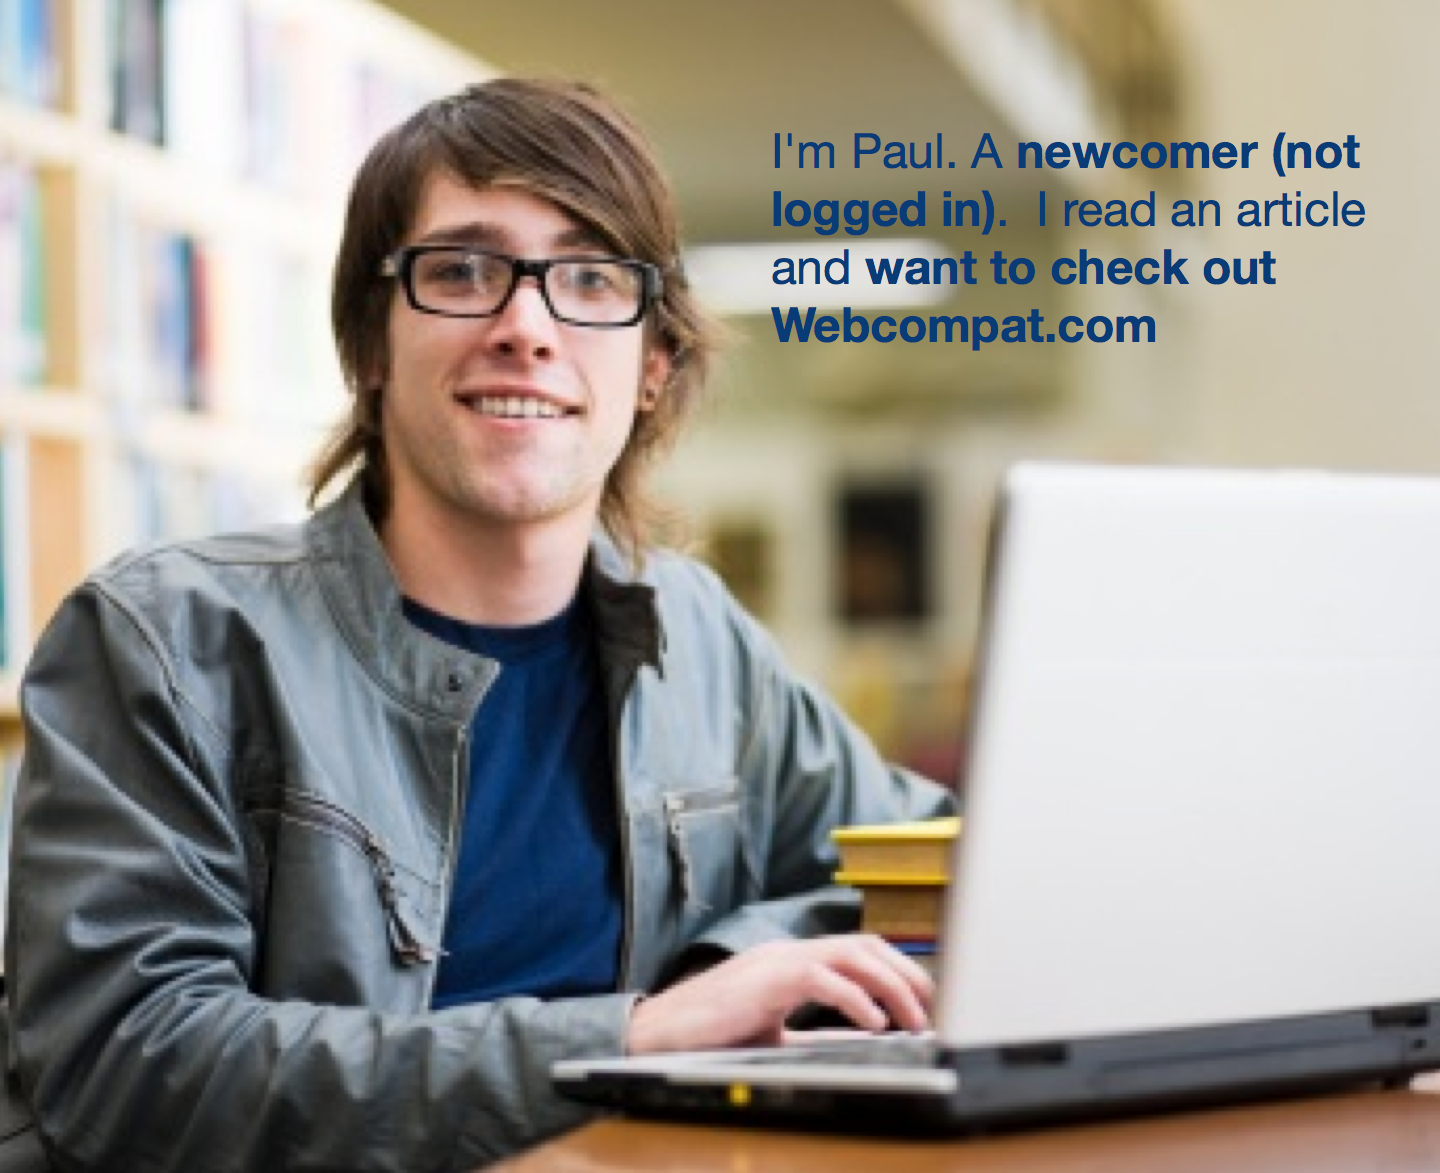 I'm Paul. A newcomer (not
logged in).  I read an article
and want to check out
Webcompat.com